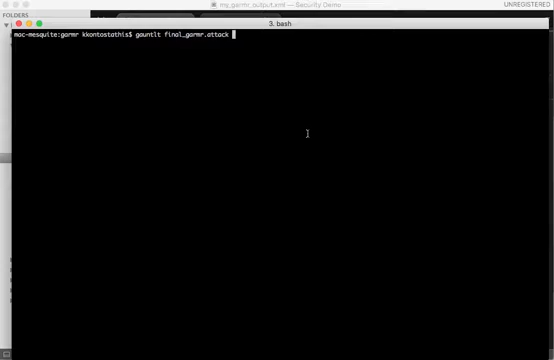 my_garmr_output.xml — Security Demo
UNREGISTERED
FOLDERS
3. bash
mac-mesquite:garmr kkontostathis$ gauntlt final_garmr.attack